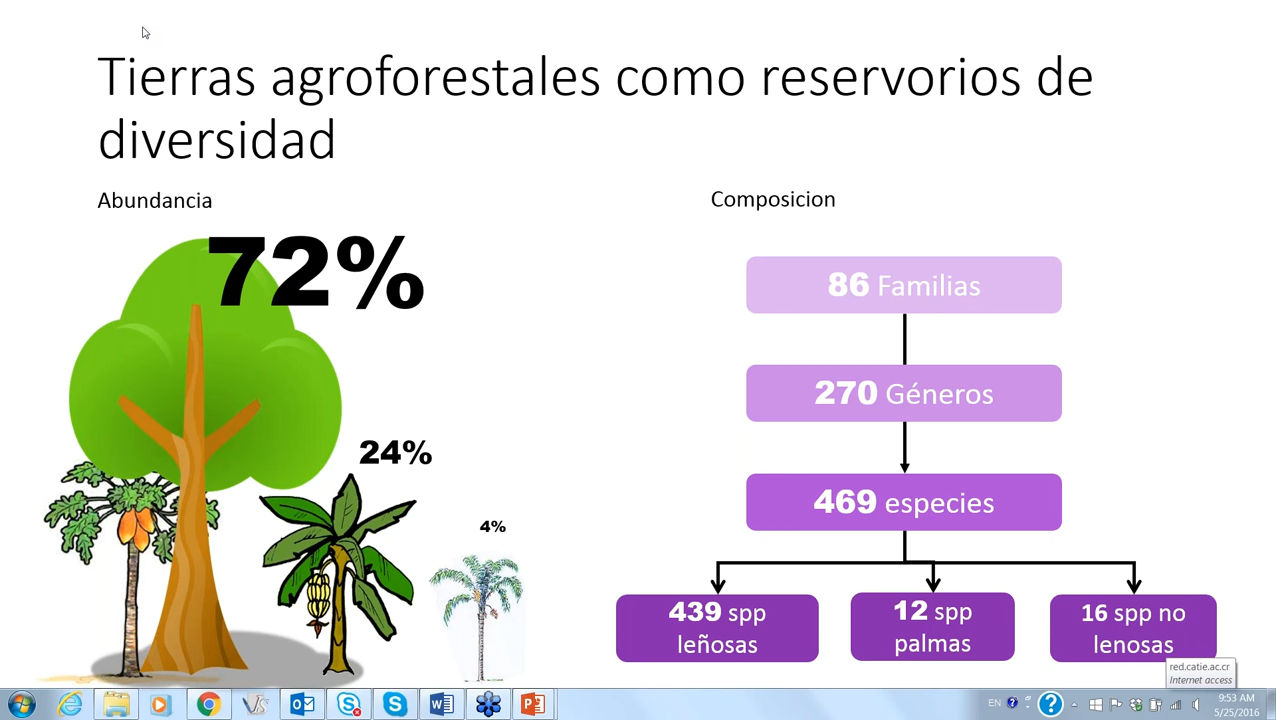 Tierras agroforestales como reservorios de
diversidad
Abundancia
72%
24%
4%
Composicion
86 Familias
270 Géneros
469 especies
439 spp
leñosas
12 spp
palmas
16 spp no
lenosas
red.catie.ac.cr
Internet access
EN
9:53 AM
5/25/2016